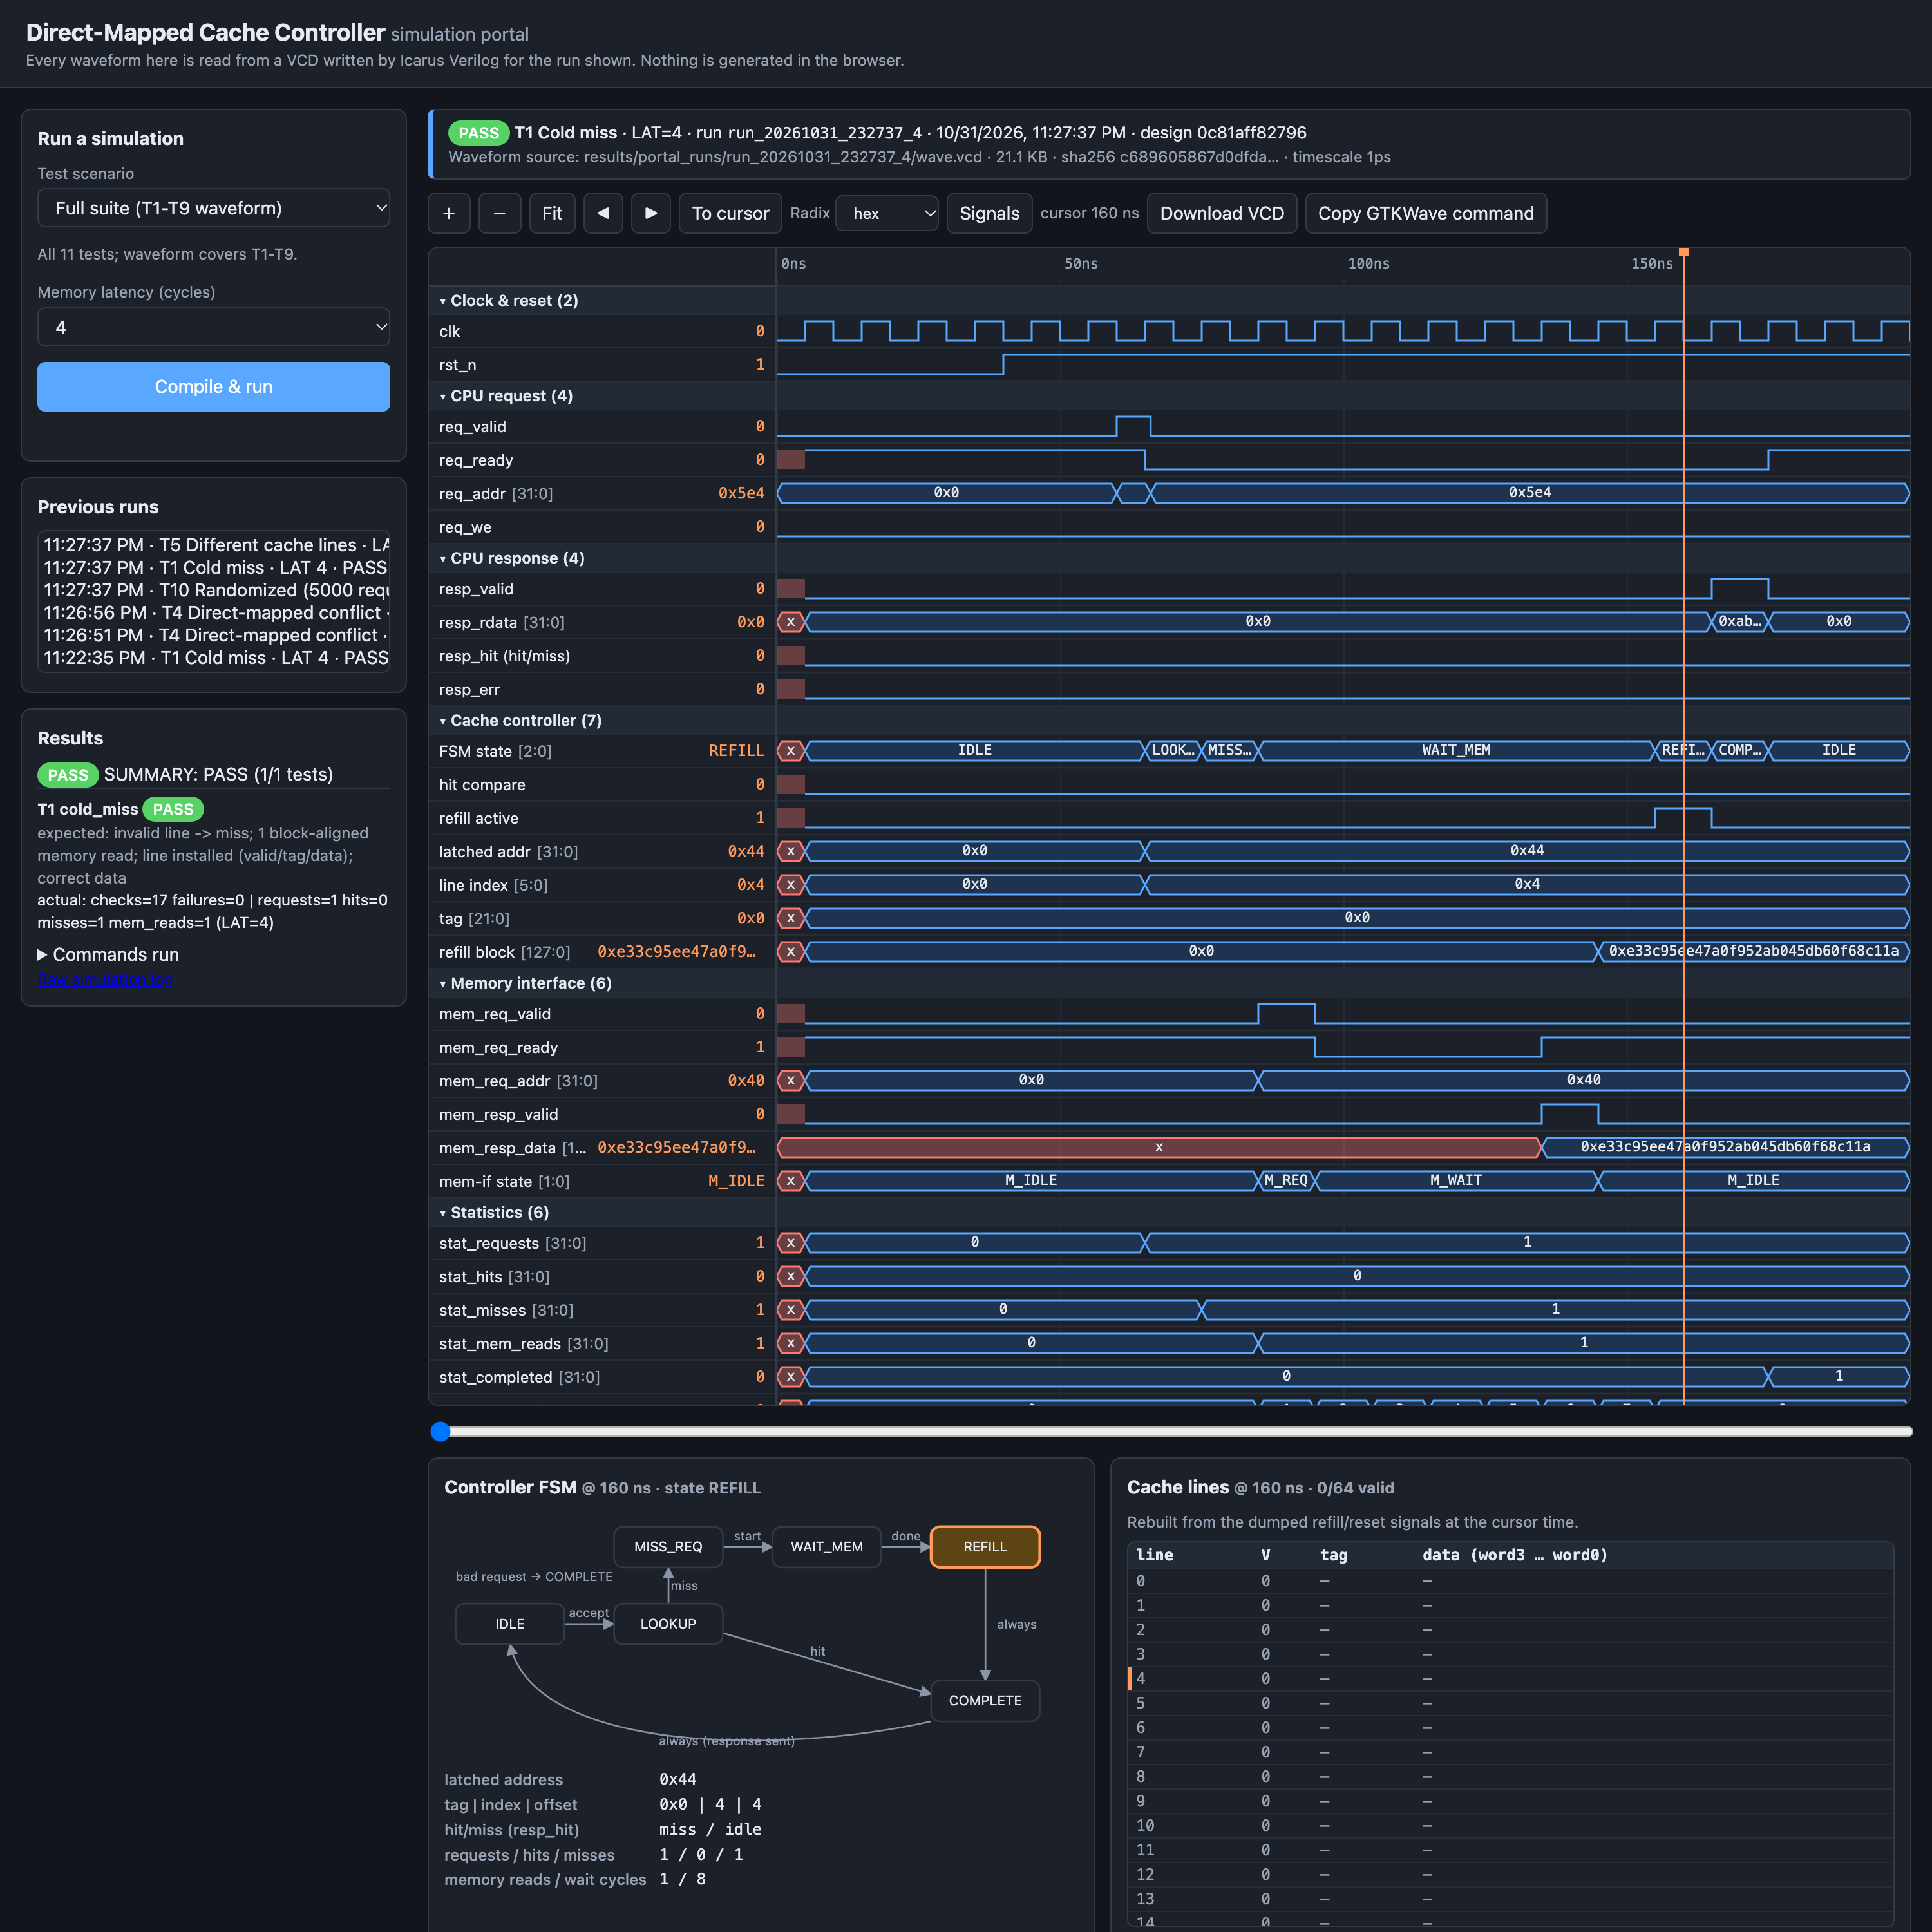 Direct-Mapped Cache Controller simulation portal
Every waveform here is read from a VCD written by Icarus Verilog for the run shown. Nothing is generated in the browser.
Run a simulation
Test scenario
Full suite (T1-T9 waveform)
All 11 tests; waveform covers T1-T9.
Memory latency (cycles)
4
Compile & run
Previous runs
11:27:37 PM · T5 Different cache lines · LA
11:27:37 PM · T1 Cold miss · LAT 4 · PASS
11:27:37 PM · T10 Randomized (5000 requ
11:26:56 PM · T4 Direct-mapped conflict ·
11:26:51 PM · T4 Direct-mapped conflict ·
11:22:35 PM · T1 Cold miss · LAT 4 · PASS
Results
PASS SUMMARY: PASS (1/1 tests)
T1 cold_miss PASS
expected: invalid line -> miss; 1 block-aligned
memory read; line installed (valid/tag/data);
correct data
actual: checks=17 failures=0 | requests=1 hits=0
misses=1 mem_reads=1 (LAT=4)
▶ Commands run
Raw simulation log
PASS T1 Cold miss · LAT=4 · run run_20261031_232737_4 · 10/31/2026, 11:27:37 PM · design 0c81aff82796
Waveform source: results/portal_runs/run_20261031_232737_4/wave.vcd · 21.1 KB · sha256 c689605867d0dfda… · timescale 1ps
+ − Fit ◀ ▶ To cursor Radix hex Signals cursor 160 ns Download VCD Copy GTKWave command
0ns 50ns 100ns 150ns
▾ Clock & reset (2)
clk 0
rst_n 1
▾ CPU request (4)
req_valid 0
req_ready 0
req_addr [31:0] 0x5e4 0x0 0x5e4
req_we 0
▾ CPU response (4)
resp_valid 0
resp_rdata [31:0] 0x0 x 0x0 0xab… 0x0
resp_hit (hit/miss) 0
resp_err 0
▾ Cache controller (7)
FSM state [2:0] REFILL x IDLE LOOK… MISS… WAIT_MEM REFI… COMP… IDLE
hit compare 0
refill active 1
latched addr [31:0] 0x44 x 0x0 0x44
line index [5:0] 0x4 x 0x0 0x4
tag [21:0] 0x0 x 0x0
refill block [127:0] 0xe33c95ee47a0f9… x 0x0 0xe33c95ee47a0f952ab045db60f68c11a
▾ Memory interface (6)
mem_req_valid 0
mem_req_ready 1
mem_req_addr [31:0] 0x40 x 0x0 0x40
mem_resp_valid 0
mem_resp_data [1… 0xe33c95ee47a0f9… x 0xe33c95ee47a0f952ab045db60f68c11a
mem-if state [1:0] M_IDLE x M_IDLE M_REQ M_WAIT M_IDLE
▾ Statistics (6)
stat_requests [31:0] 1 x 0 1
stat_hits [31:0] 0 x 0
stat_misses [31:0] 1 x 0 1
stat_mem_reads [31:0] 1 x 0 1
stat_completed [31:0] 0 x 0 1
Controller FSM @ 160 ns · state REFILL
MISS_REQ start WAIT_MEM done REFILL
bad request → COMPLETE
miss
IDLE accept LOOKUP
always
hit
COMPLETE
always (response sent)
latched address 0x44
tag | index | offset 0x0 | 4 | 4
hit/miss (resp_hit) miss / idle
requests / hits / misses 1 / 0 / 1
memory reads / wait cycles 1 / 8
Cache lines @ 160 ns · 0/64 valid
Rebuilt from the dumped refill/reset signals at the cursor time.
line V tag data (word3 … word0)
0 0 — —
1 0 — —
2 0 — —
3 0 — —
4 0 — —
5 0 — —
6 0 — —
7 0 — —
8 0 — —
9 0 — —
10 0 — —
11 0 — —
12 0 — —
13 0 — —
14 0 — —